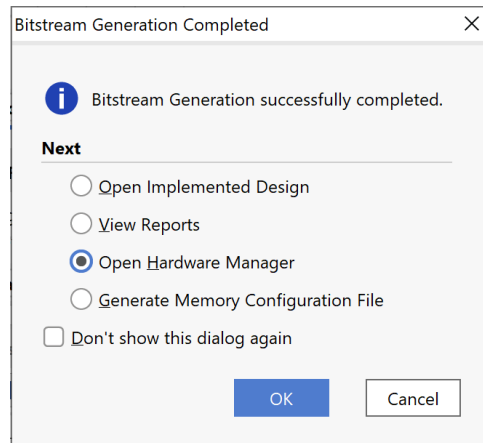 Bitstream Generation Completed
Bitstream Generation successfully completed.
Next
Open Implemented Design
View Reports
Open Hardware Manager
Generate Memory Configuration File
Don't show this dialog again
OK
Cancel